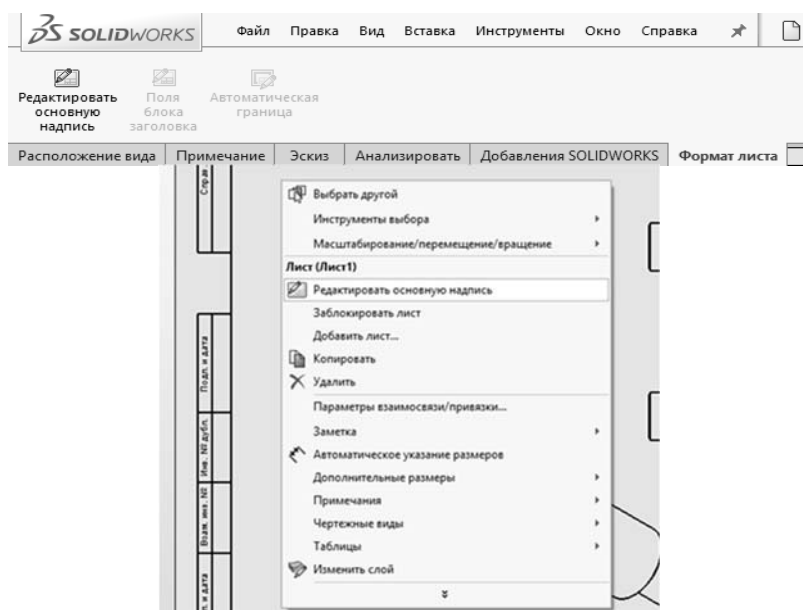 SOLIDWORKS Файл Правка Вид Вставка Инструменты Окно Справка
Редактировать основную надпись
Поля блока заголовка
Автоматическая граница
Расположение вида Примечание Эскиз Анализировать Добавления SOLIDWORKS Формат листа
Справ.
Выбрать другой
Инструменты выбора
Масштабирование/перемещение/вращение
Лист (Лист1)
Редактировать основную надпись
Заблокировать лист
Добавить лист...
Копировать
Удалить
Параметры взаимосвязи/привязки...
Заметка
Автоматическое указание размеров
Дополнительные размеры
Примечания
Чертежные виды
Таблицы
Изменить слой
Подп. и дата
Инв. № дубл.
Взам. инв. №
п. и дата